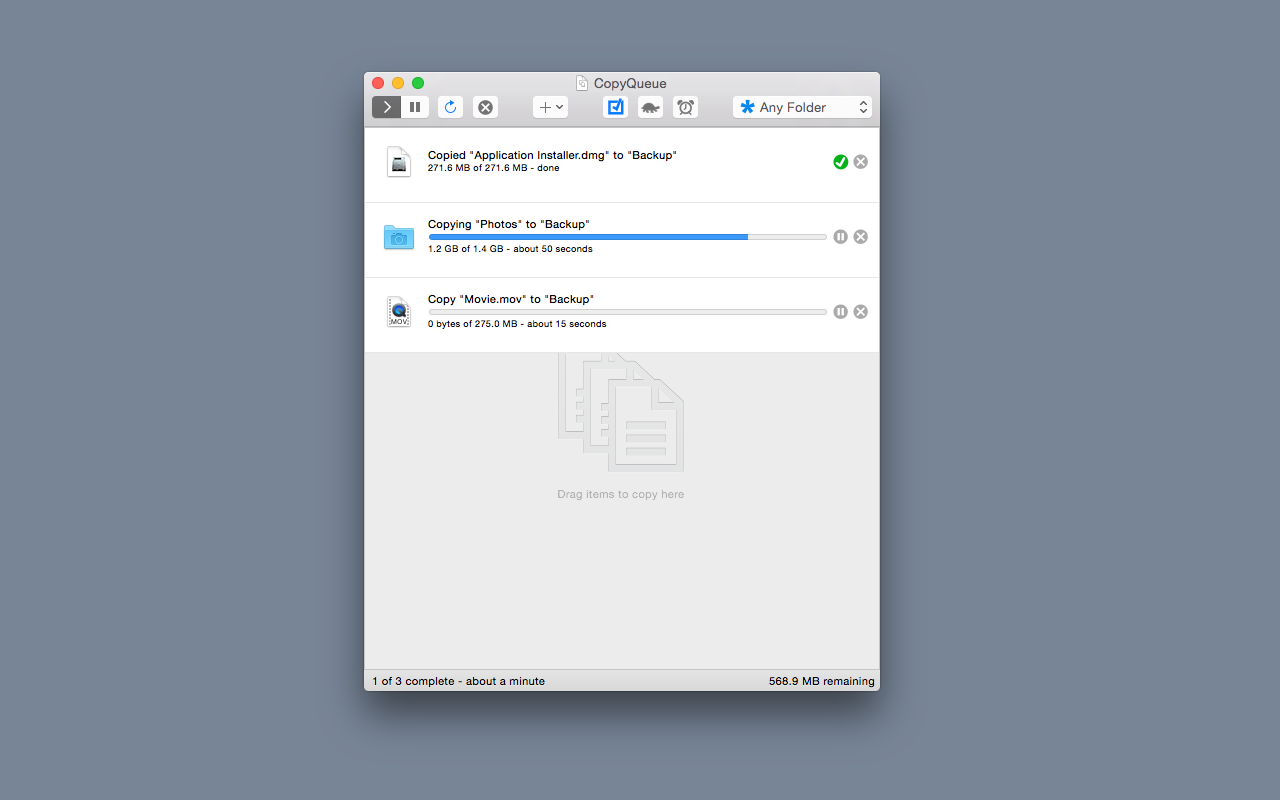 CopyQueue
Any Folder
Copied "Application Installer.dmg" to "Backup"
271.6 MB of 271.6 MB - done
Copying "Photos" to "Backup"
1.2 GB of 1.4 GB - about 50 seconds
MOV
Copy "Movie.mov" to "Backup"
0 bytes of 275.0 MB - about 15 seconds
Drag items to copy here
1 of 3 complete - about a minute
568.9 MB remaining